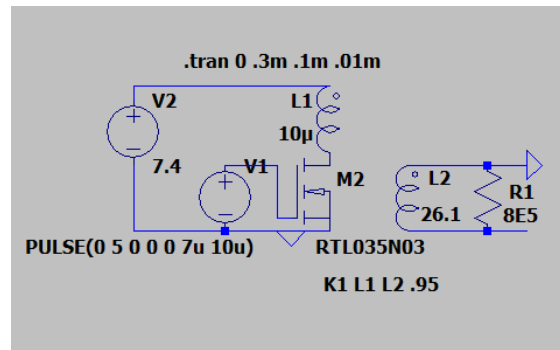 .tran 0 .3m .1m .01m
V2
L1
10µ
7.4
V1
M2
L2
26.1
R1
8E5
PULSE(0 5 0 0 0 7u 10u)
RTL035N03
K1 L1 L2 .95